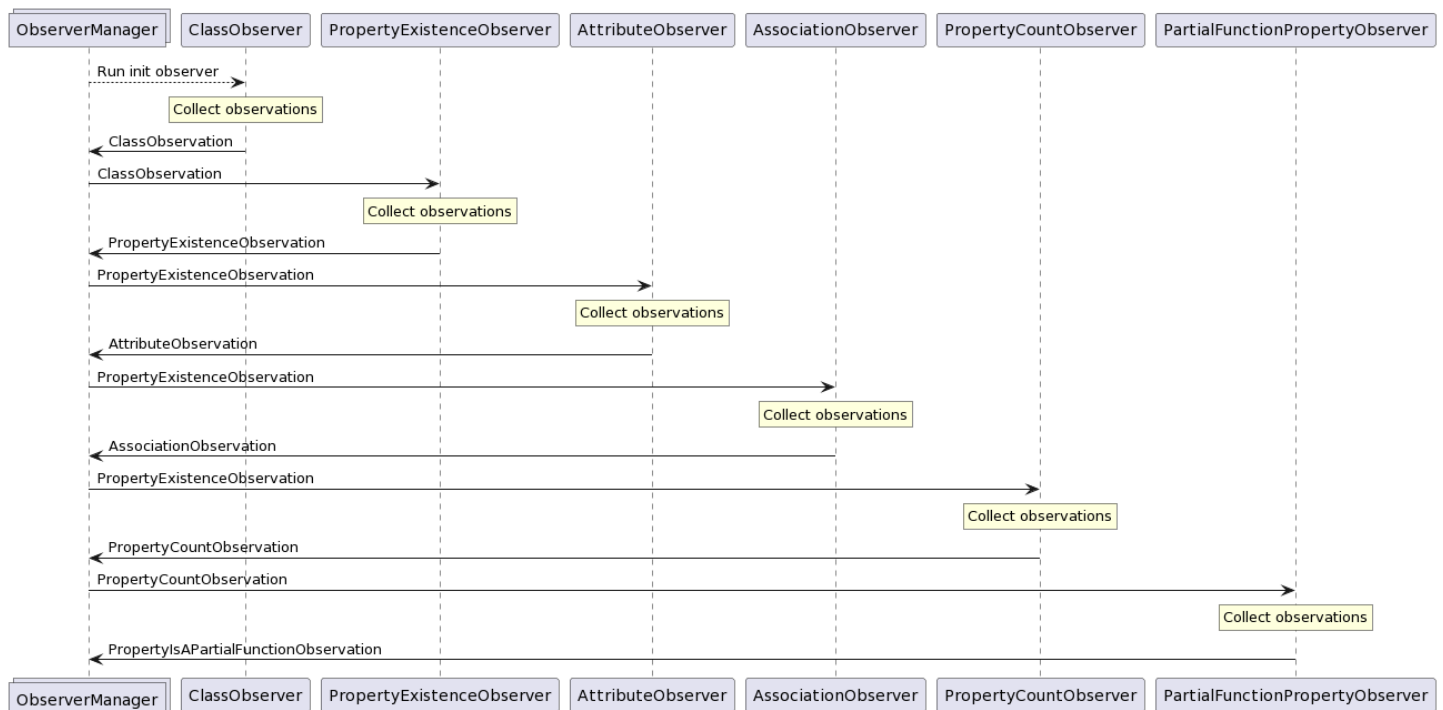 ObserverManager
ClassObserver
PropertyExistenceObserver
AttributeObserver
AssociationObserver
PropertyCountObserver
PartialFunctionPropertyObserver
Run init observer
Collect observations
ClassObservation
ClassObservation
Collect observations
PropertyExistenceObservation
PropertyExistenceObservation
Collect observations
AttributeObservation
PropertyExistenceObservation
Collect observations
AssociationObservation
PropertyExistenceObservation
Collect observations
PropertyCountObservation
PropertyCountObservation
Collect observations
PropertyIsAPartialFunctionObservation
ObserverManager
ClassObserver
PropertyExistenceObserver
AttributeObserver
AssociationObserver
PropertyCountObserver
PartialFunctionPropertyObserver